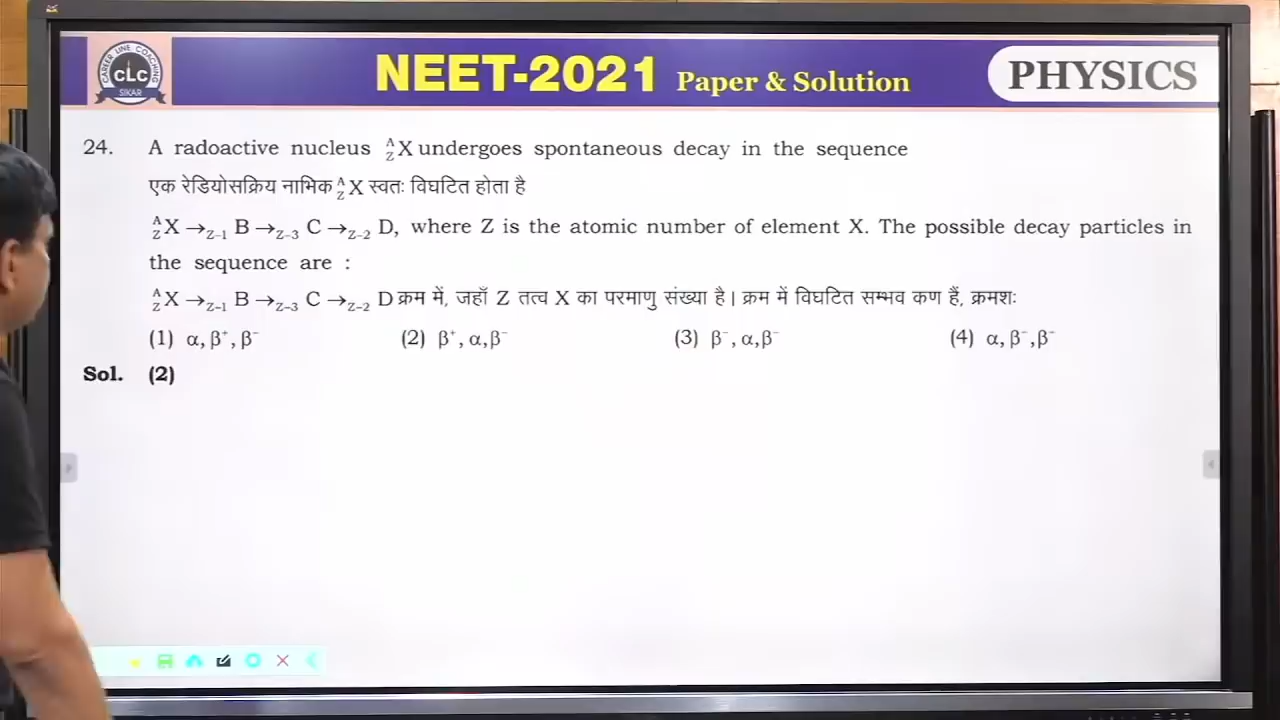 CAREER LINE COACHING
CLC
SIKAR
NEET-2021 Paper & Solution
PHYSICS
24. A radoactive nucleus ᴬ_ZX undergoes spontaneous decay in the sequence
एक रेडियोसक्रिय नाभिक ᴬ_ZX स्वतः विघटित होता है
ᴬ_ZX →_Z–1 B →_Z–3 C →_Z–2 D, where Z is the atomic number of element X. The possible decay particles in
the sequence are :
ᴬ_ZX →_Z–1 B →_Z–3 C →_Z–2 D क्रम में, जहाँ Z तत्व X का परमाणु संख्या है। क्रम में विघटित सम्भव कण हैं, क्रमशः
(1) α, β⁺, β⁻ (2) β⁺, α, β⁻ (3) β⁻, α, β⁻ (4) α, β⁻, β⁻
Sol. (2)